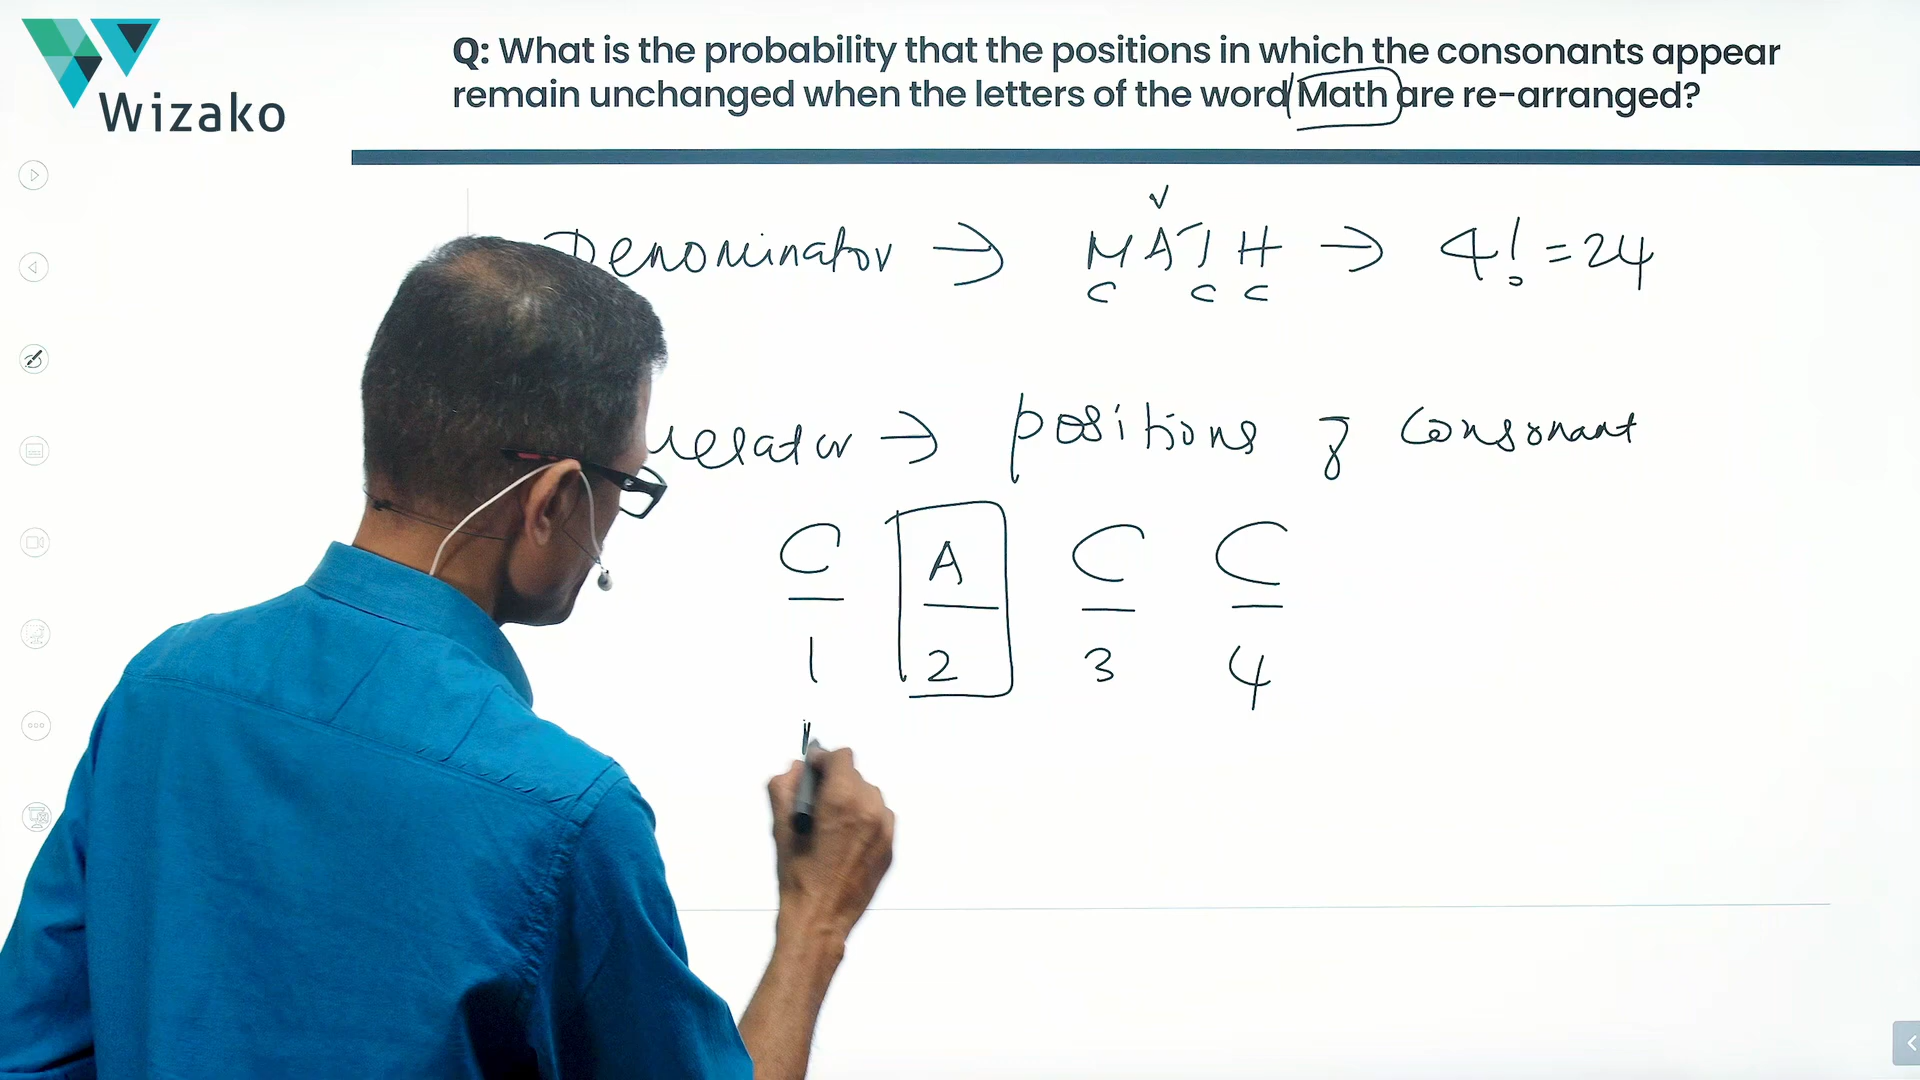 Wizako
Q: What is the probability that the positions in which the consonants appear
remain unchanged when the letters of the word Math are re-arranged?
V
Denominator → MATH → 4! = 24
C C C
erator → positions of consonant
C A C C
1 2 3 4